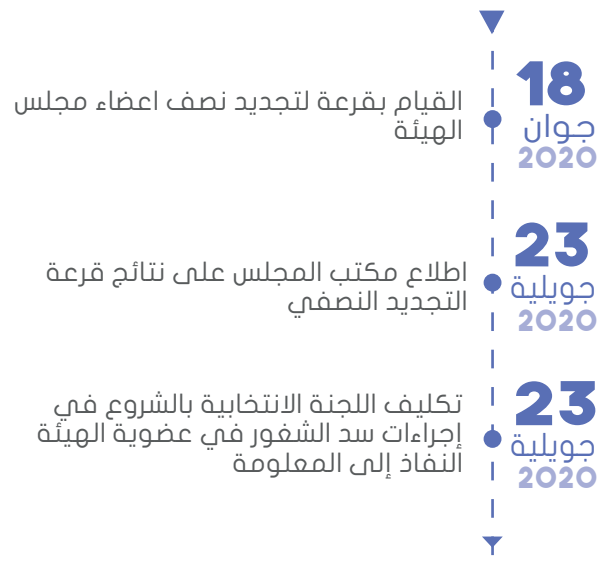 18
جوان
2020
القيام بقرعة لتجديد نصف اعضاء مجلس
الهيئة
23
جويلية
2020
اطلاع مكتب المجلس على نتائج قرعة
التجديد النصفي
23
جويلية
2020
تكليف اللجنة الانتخابية بالشروع في
إجراءات سد الشغور في عضوية الهيئة
النفاذ إلى المعلومة